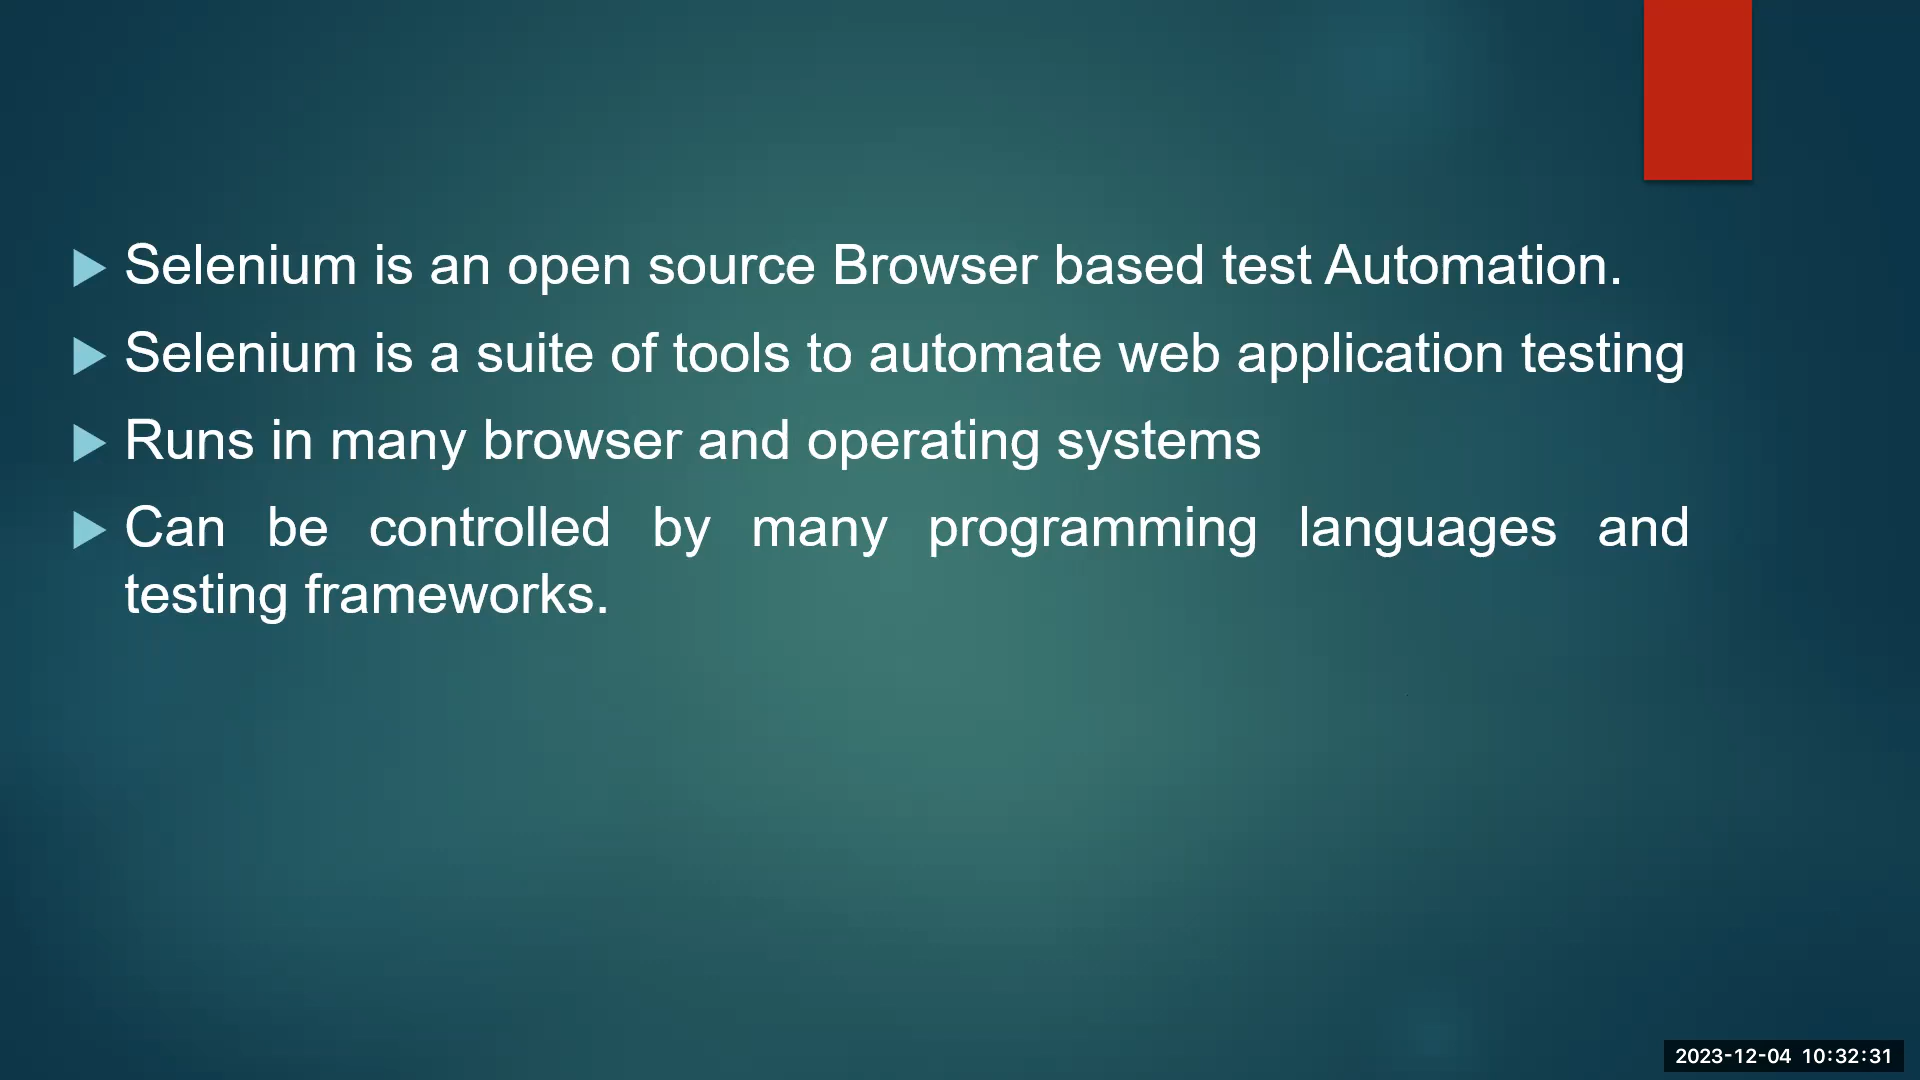 Selenium is an open source Browser based test Automation.
Selenium is a suite of tools to automate web application testing
Runs in many browser and operating systems
Can be controlled by many programming languages and
testing frameworks.
2023-12-04 10:32:31